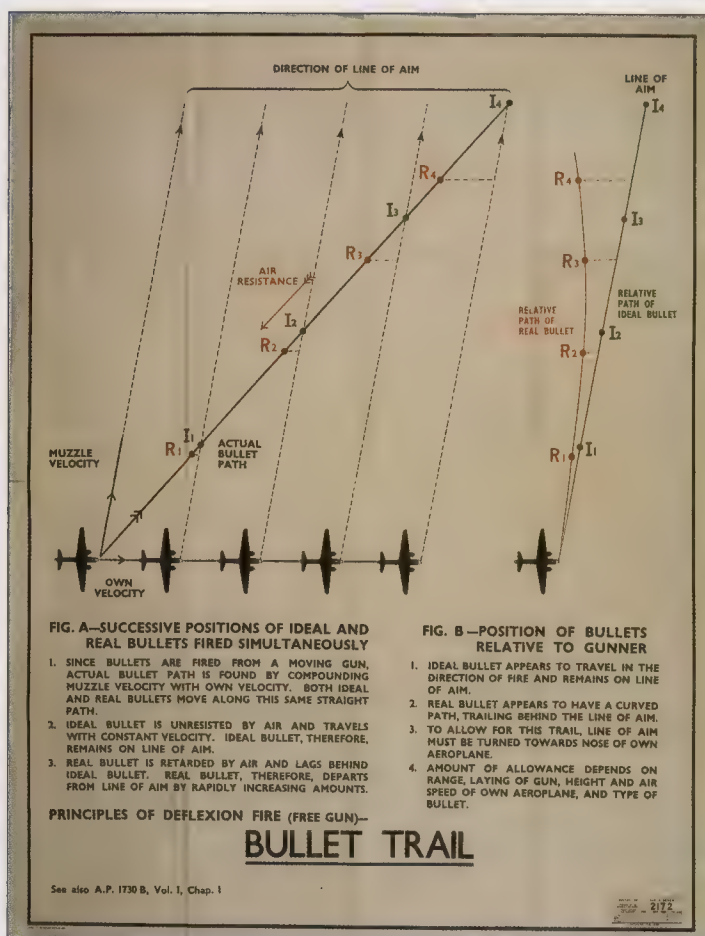 DIRECTION OF LINE OF AIM
LINE OF
AIM
I4
I4
R4
R4
I3
I3
R3
R3
AIR
RESISTANCE
RELATIVE
PATH OF
REAL BULLET
RELATIVE
PATH OF
IDEAL BULLET
I2
I2
R2
R2
I1
I1
R1
R1
ACTUAL
BULLET
PATH
MUZZLE
VELOCITY
OWN
VELOCITY
FIG. A—SUCCESSIVE POSITIONS OF IDEAL AND
REAL BULLETS FIRED SIMULTANEOUSLY
1. SINCE BULLETS ARE FIRED FROM A MOVING GUN,
ACTUAL BULLET PATH IS FOUND BY COMPOUNDING
MUZZLE VELOCITY WITH OWN VELOCITY. BOTH IDEAL
AND REAL BULLETS MOVE ALONG THIS SAME STRAIGHT
PATH.
2. IDEAL BULLET IS UNRESISTED BY AIR AND TRAVELS
WITH CONSTANT VELOCITY. IDEAL BULLET, THEREFORE,
REMAINS ON LINE OF AIM.
3. REAL BULLET IS RETARDED BY AIR AND LAGS BEHIND
IDEAL BULLET. REAL BULLET, THEREFORE, DEPARTS
FROM LINE OF AIM BY RAPIDLY INCREASING AMOUNTS.
FIG. B—POSITION OF BULLETS
RELATIVE TO GUNNER
1. IDEAL BULLET APPEARS TO TRAVEL IN THE
DIRECTION OF FIRE AND REMAINS ON LINE
OF AIM.
2. REAL BULLET APPEARS TO HAVE A CURVED
PATH, TRAILING BEHIND THE LINE OF AIM.
3. TO ALLOW FOR THIS TRAIL, LINE OF AIM
MUST BE TURNED TOWARDS NOSE OF OWN
AEROPLANE.
4. AMOUNT OF ALLOWANCE DEPENDS ON
RANGE, LAYING OF GUN, HEIGHT AND AIR
SPEED OF OWN AEROPLANE, AND TYPE OF
BULLET.
PRINCIPLES OF DEFLEXION FIRE (FREE GUN)—
BULLET TRAIL
See also A.P. 1730 B, Vol. I, Chap. I
2172